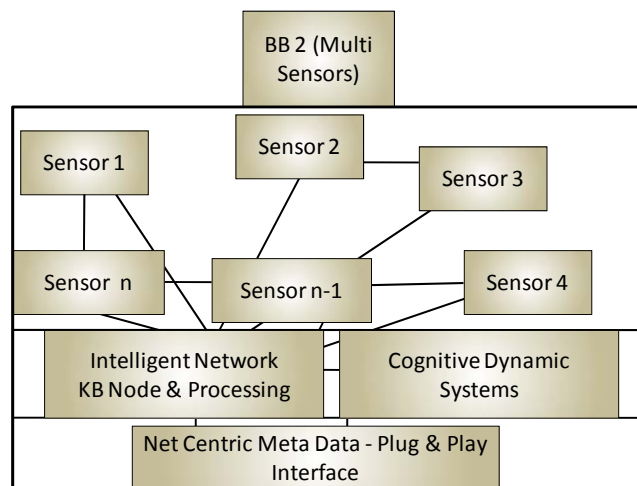 BB 2 (Multi
Sensors)
Sensor 1
Sensor 2
Sensor 3
Sensor n
Sensor n-1
Sensor 4
Intelligent Network
KB Node & Processing
Cognitive Dynamic
Systems
Net Centric Meta Data - Plug & Play
Interface